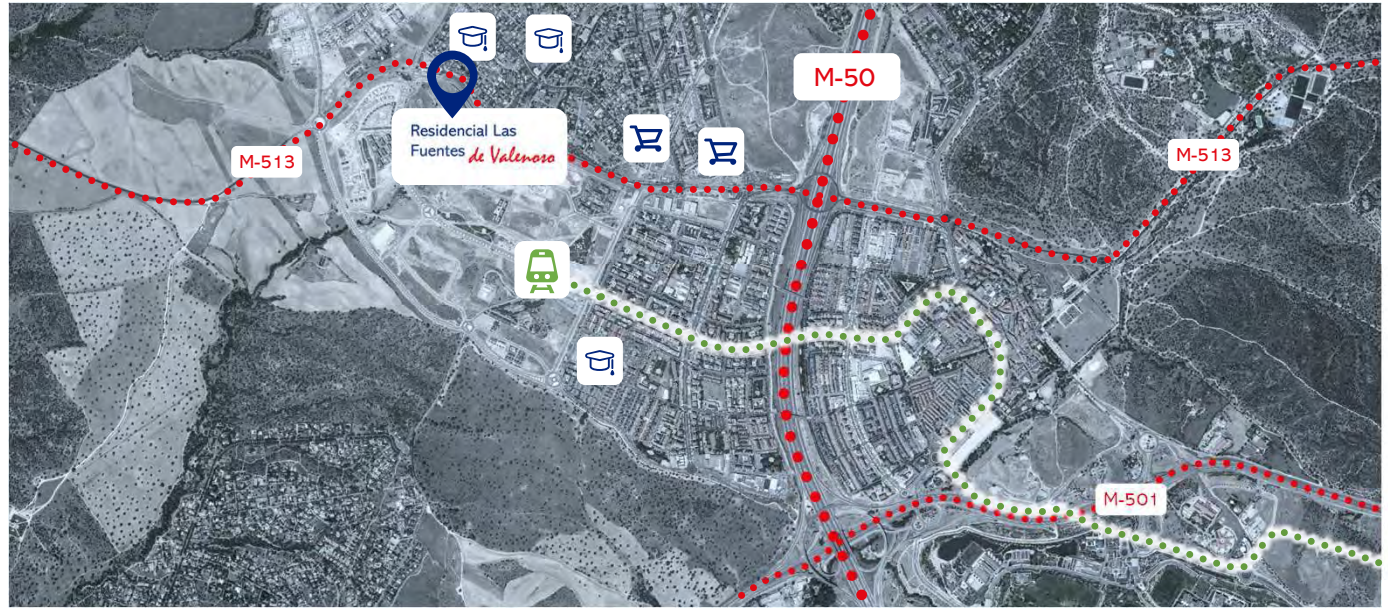 M-50
Residencial Las
Fuentes de Valenoso
M-513
M-513
M-501